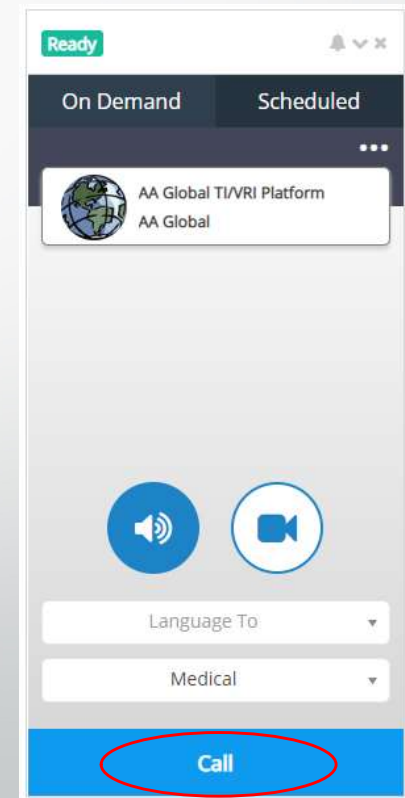 Ready
On Demand Scheduled
AA Global TI/VRI Platform
AA Global
Language To
Medical
Call